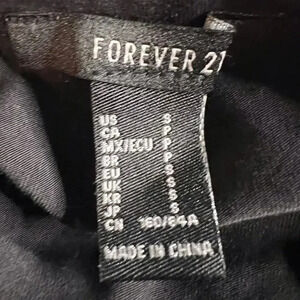 FOREVER 21
US S
CA P
MX/ECU P
BR P
EU S
UK S
KR S
JP S
CN 160/84A
MADE IN CHINA